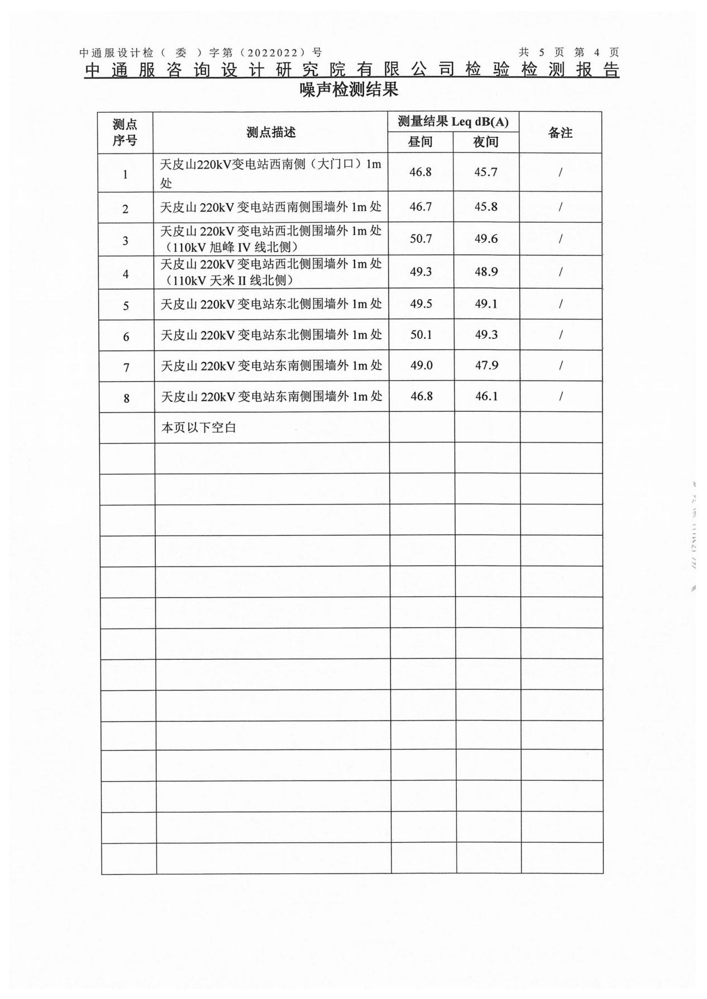 中通服设计检（ 委 ）字第（2022022）号 共 5 页 第 4 页
中通服咨询设计研究院有限公司检验检测报告
噪声检测结果
测点序号 测点描述 测量结果 Leq dB(A) 备注
昼间 夜间
1 天皮山220kV变电站西南侧（大门口）1m 46.8 45.7 /
处
2 天皮山 220kV 变电站西南侧围墙外 1m 处 46.7 45.8 /
3 天皮山 220kV 变电站西北侧围墙外 1m 处 50.7 49.6 /
（110kV 旭峰 IV 线北侧）
4 天皮山 220kV 变电站西北侧围墙外 1m 处 49.3 48.9 /
（110kV 天米 II 线北侧）
5 天皮山 220kV 变电站东北侧围墙外 1m 处 49.5 49.1 /
6 天皮山 220kV 变电站东北侧围墙外 1m 处 50.1 49.3 /
7 天皮山 220kV 变电站东南侧围墙外 1m 处 49.0 47.9 /
8 天皮山 220kV 变电站东南侧围墙外 1m 处 46.8 46.1 /
本页以下空白